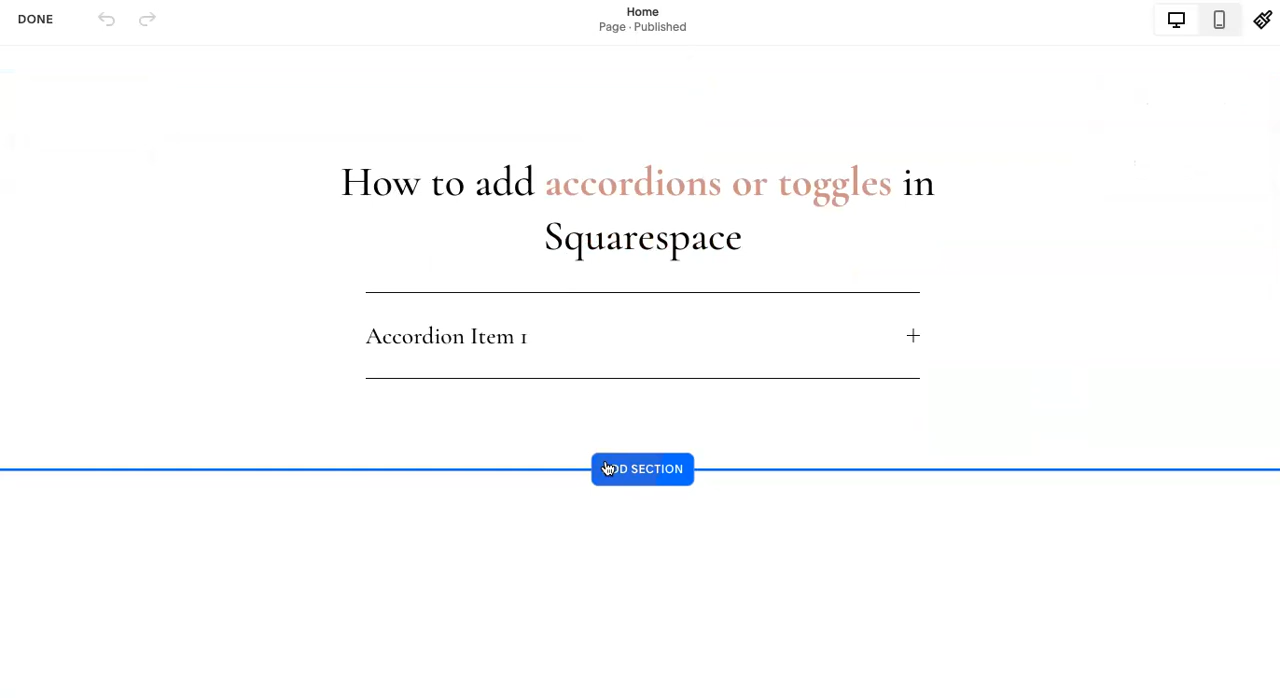 DONE
Home
Page · Published
How to add accordions or toggles in
Squarespace
Accordion Item 1
SECTION